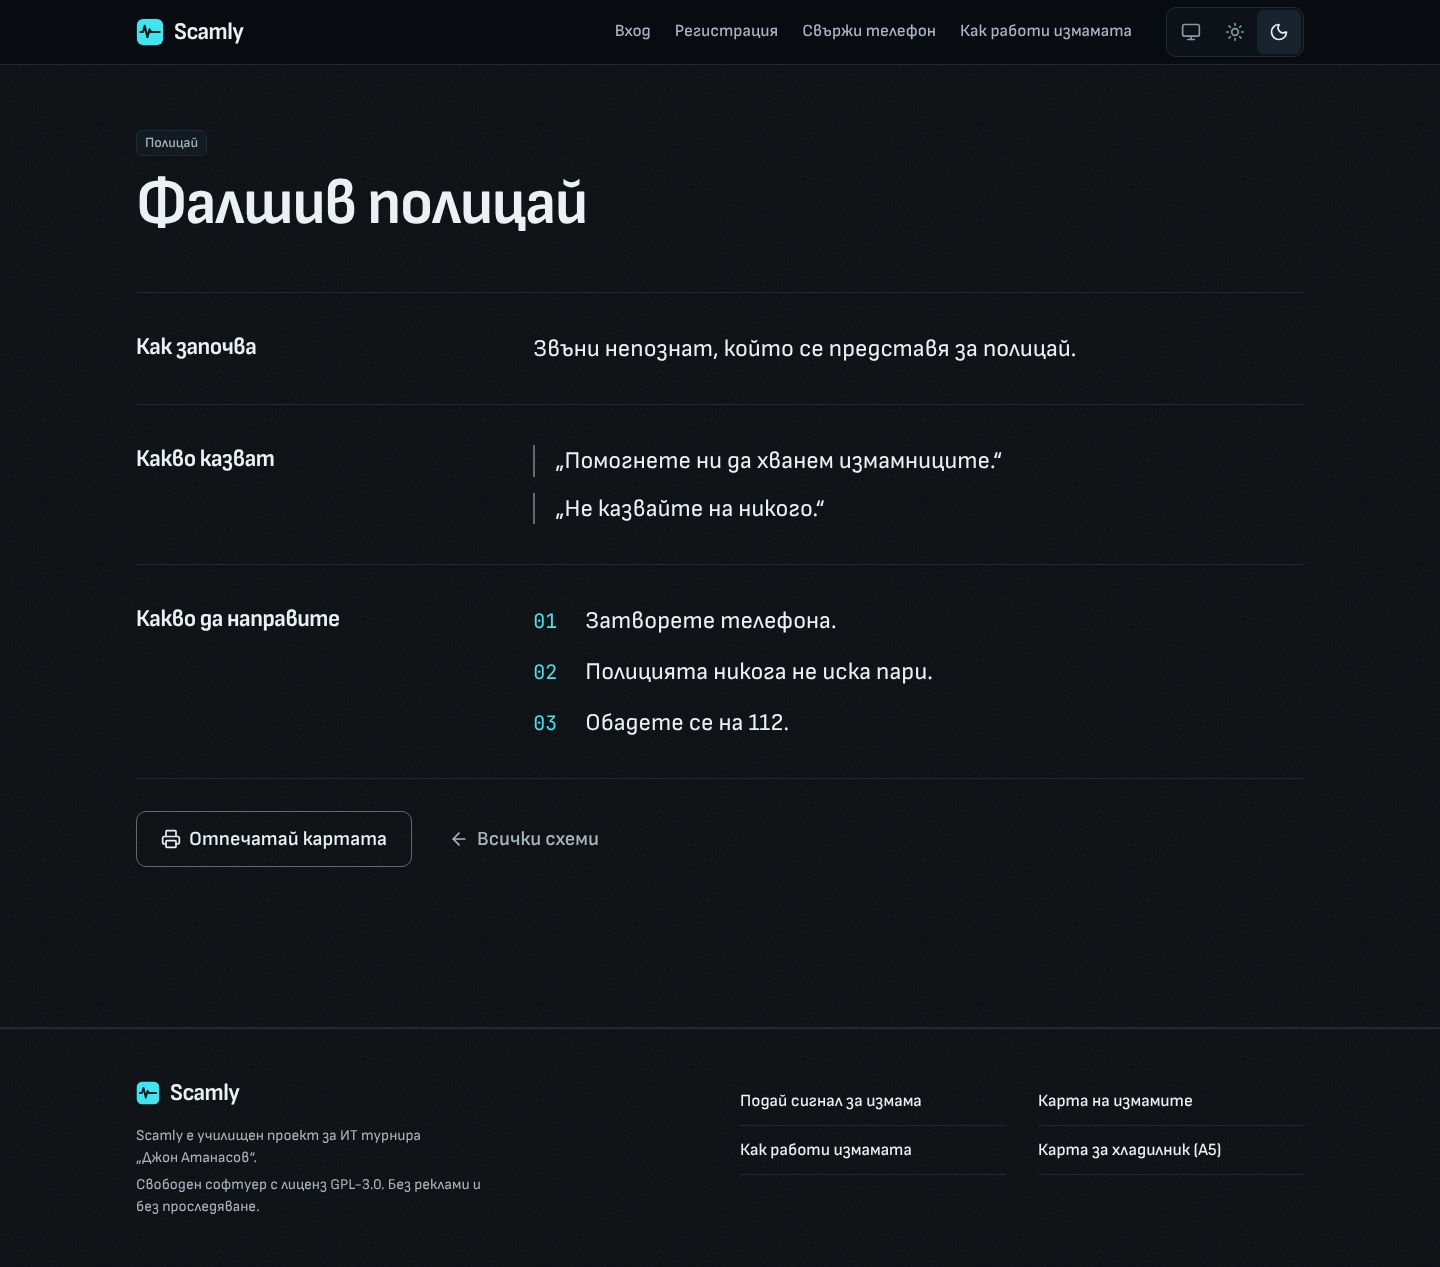 Scamly
Вход
Регистрация
Свържи телефон
Как работи измамата
Полицай
Фалшив полицай
Как започва
Звъни непознат, който се представя за полицай.
Какво казват
„Помогнете ни да хванем измамниците.“
„Не казвайте на никого.“
Какво да направите
01 Затворете телефона.
02 Полицията никога не иска пари.
03 Обадете се на 112.
Отпечатай картата
Всички схеми
Scamly
Scamly е училищен проект за ИТ турнира
„Джон Атанасов“.
Свободен софтуер с лиценз GPL-3.0. Без реклами и
без проследяване.
Подай сигнал за измама
Карта на измамите
Как работи измамата
Карта за хладилник (А5)